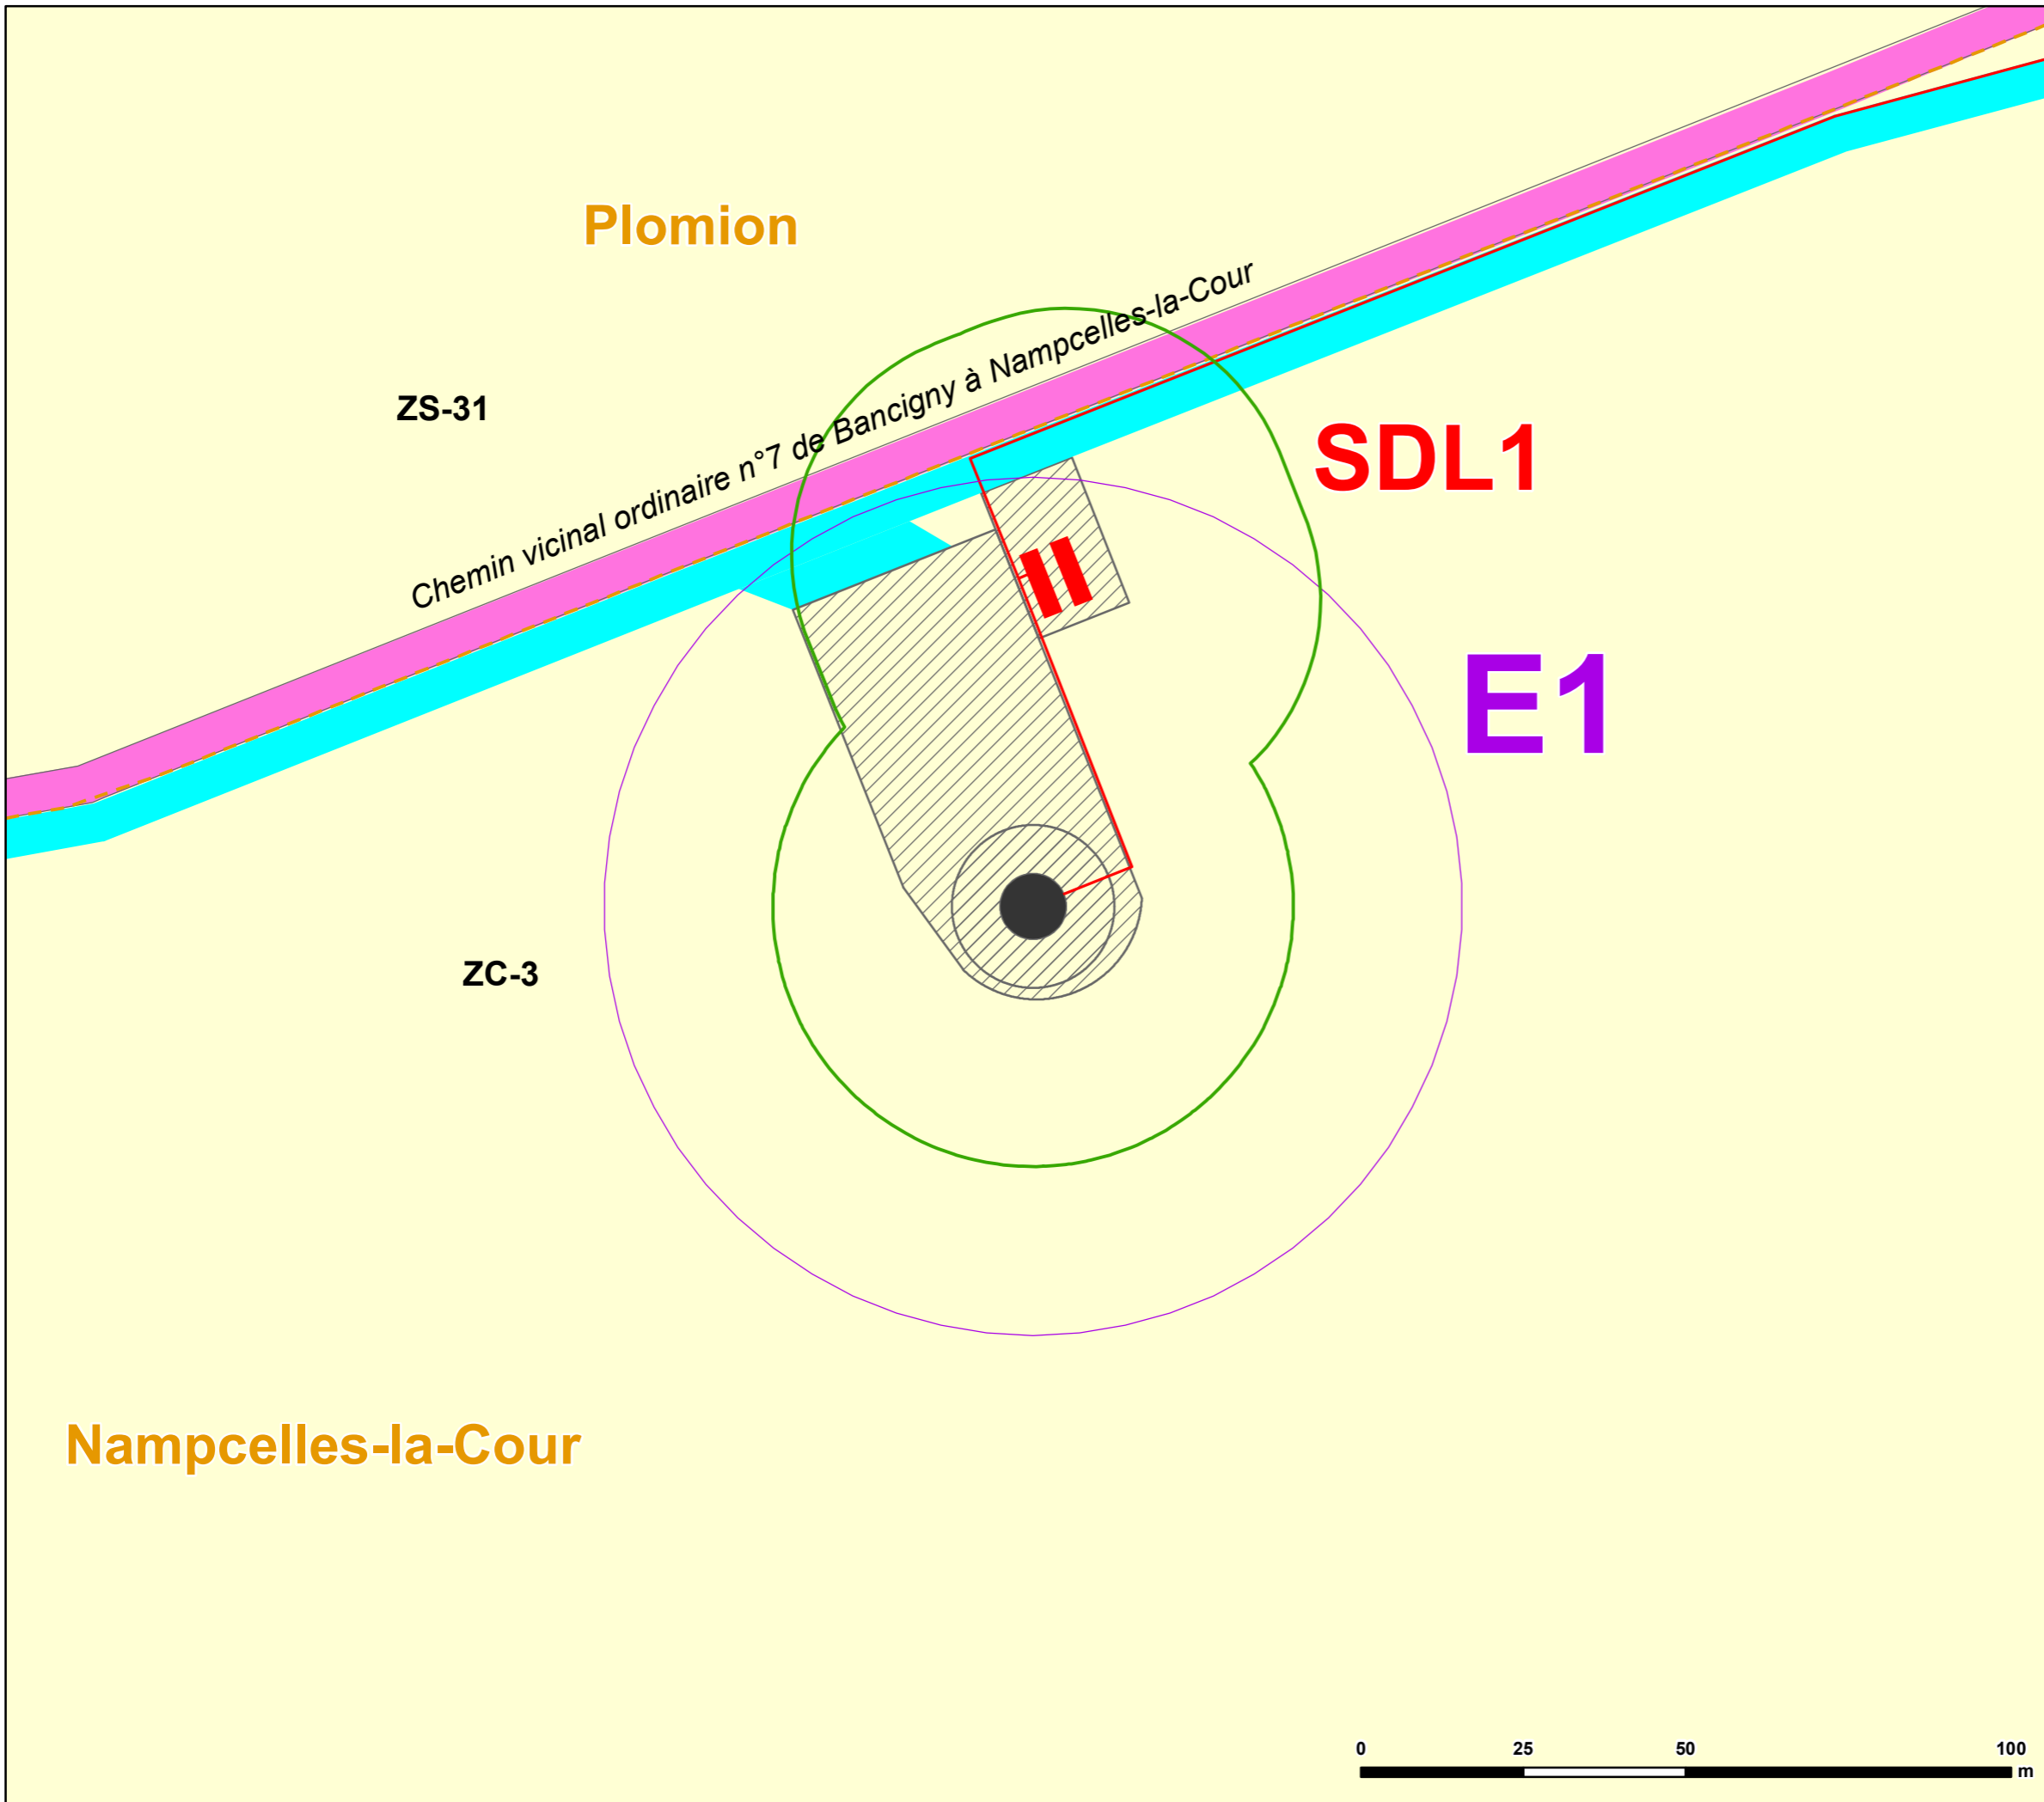 Plomion
Chemin vicinal ordinaire n°7 de Bancigny à Nampcelles-la-Cour
ZS-31
SDL1
E1
ZC-3
Nampcelles-la-Cour
0 25 50 100
m